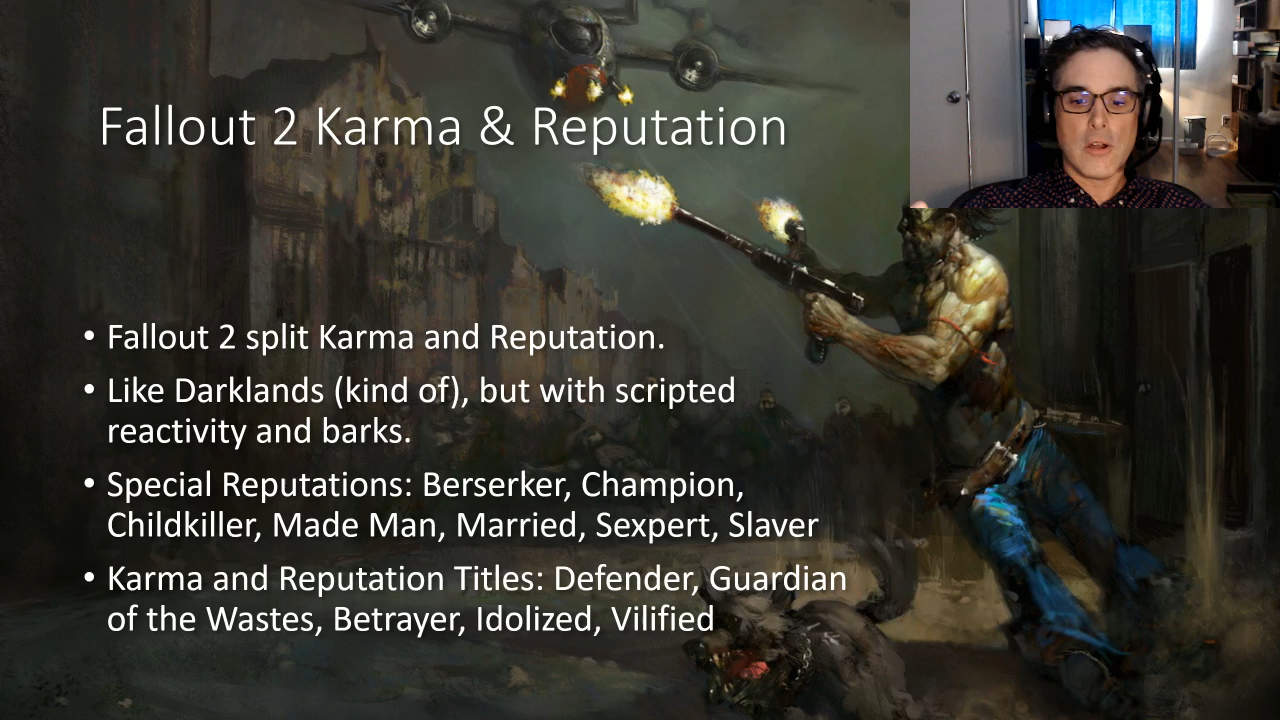 Fallout 2 Karma & Reputation
• Fallout 2 split Karma and Reputation.
• Like Darklands (kind of), but with scripted
reactivity and barks.
• Special Reputations: Berserker, Champion,
Childkiller, Made Man, Married, Sexpert, Slaver
• Karma and Reputation Titles: Defender, Guardian
of the Wastes, Betrayer, Idolized, Vilified